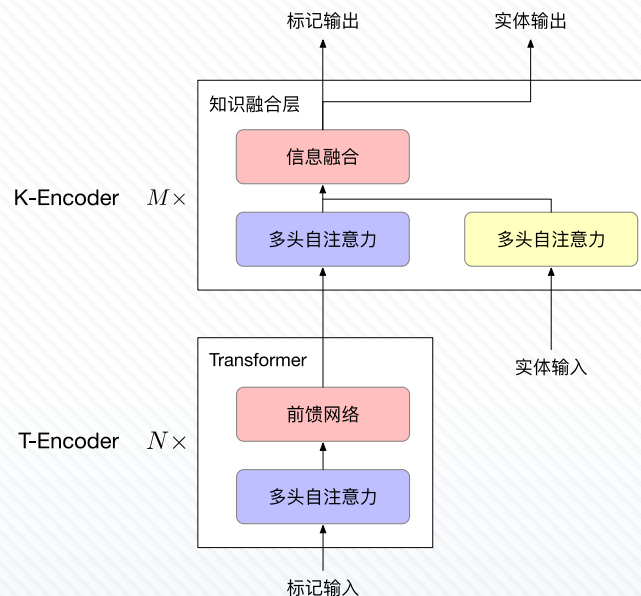 标记输出
实体输出
知识融合层
信息融合
K-Encoder M×
多头自注意力
多头自注意力
实体输入
Transformer
前馈网络
T-Encoder N×
多头自注意力
标记输入